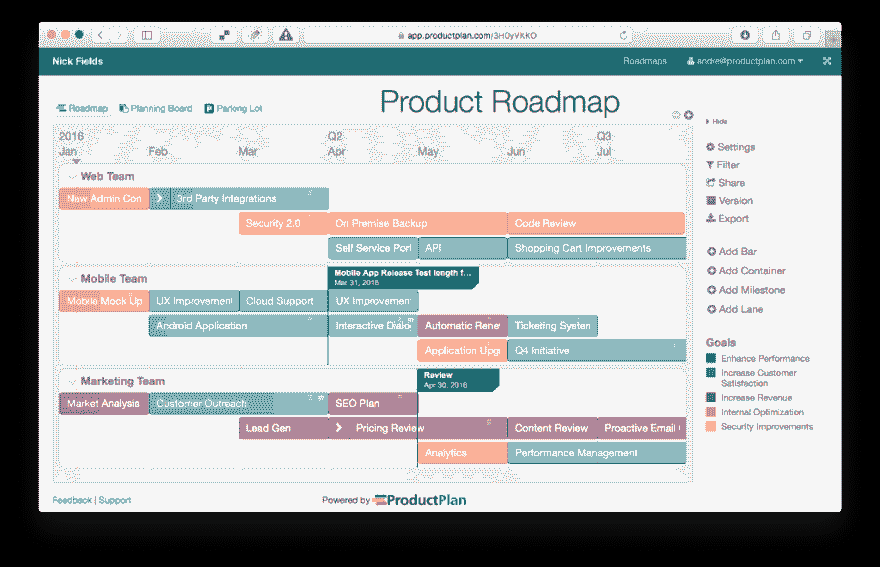 app.productplan.com/3H0yVKKO
Nick Fields
Roadmaps
andre@productplan.com
Roadmap
Planning Board
Parking Lot
Product Roadmap
Hide
2016
Q2
Q3
Jan
Feb
Mar
Apr
May
Jun
Jul
Settings
Filter
Share
Version
Export
Add Bar
Add Container
Add Milestone
Add Lane
Web Team
New Admin Con
3rd Party Integrations
Security 2.0
On Premise Backup
Code Review
Self Service Port
API
Shopping Cart Improvements
Mobile Team
Mobile App Release Test length f...
Mar 31, 2016
Mobile Mock Up
UX Improvement
Cloud Support
UX Improvemen
Android Application
Interactive Dialo
Automatic Rene
Ticketing System
Application Upg
Q4 Initiative
Marketing Team
Review
Apr 30, 2016
Market Analysis
Customer Outreach
SEO Plan
Lead Gen
Pricing Review
Content Review
Proactive Email
Analytics
Performance Management
Goals
Enhance Performance
Increase Customer
Satisfaction
Increase Revenue
Internal Optimization
Security Improvements
Feedback | Support
Powered by ProductPlan